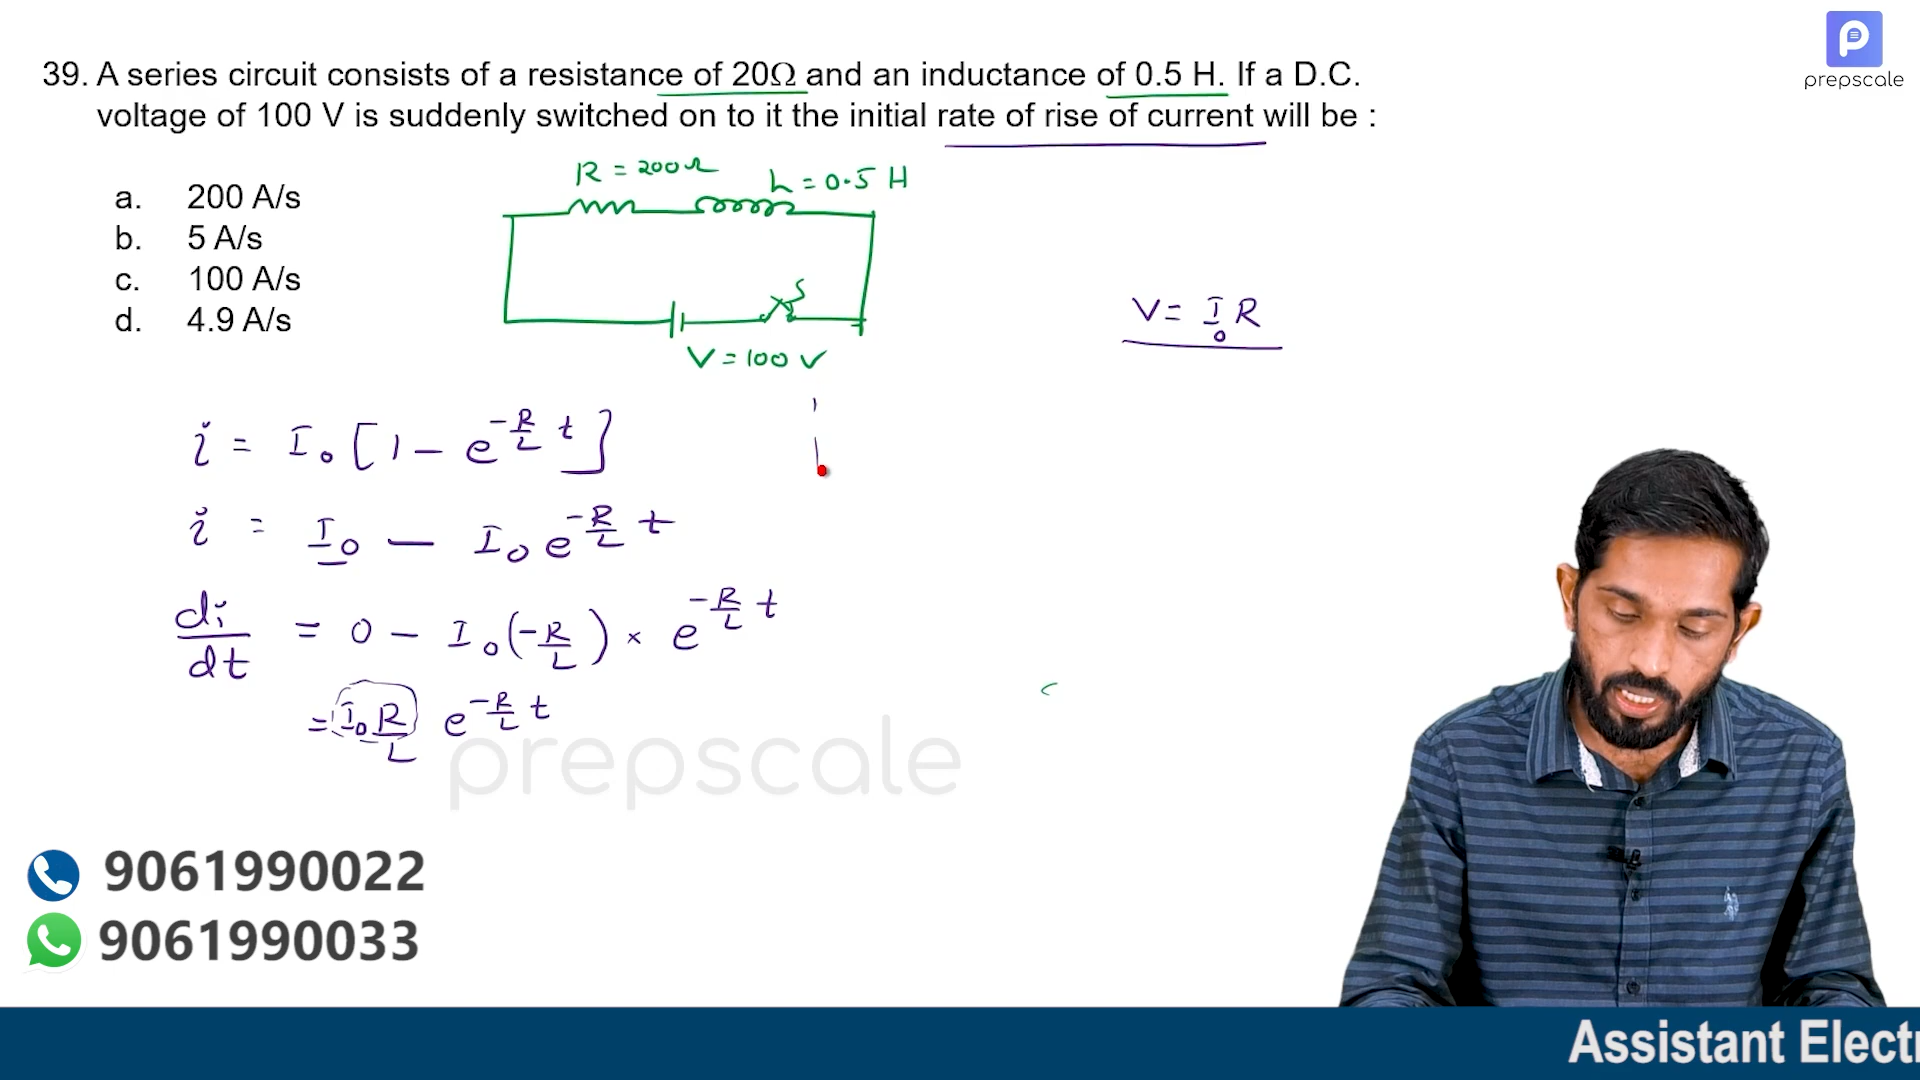 prepscale
39. A series circuit consists of a resistance of 20Ω and an inductance of 0.5 H. If a D.C.
voltage of 100 V is suddenly switched on to it the initial rate of rise of current will be :
a. 200 A/s
b. 5 A/s
c. 100 A/s
d. 4.9 A/s
R = 200Ω
L = 0.5 H
S
V = 100 V
V = I₀ R
i = I₀ [1 - e^{-R/L t}]
i = I₀ - I₀ e^{-R/L t}
di/dt = 0 - I₀ (-R/L) × e^{-R/L t}
= I₀R/L e^{-R/L t}
prepscale
9061990022
9061990033
Assistant Elect